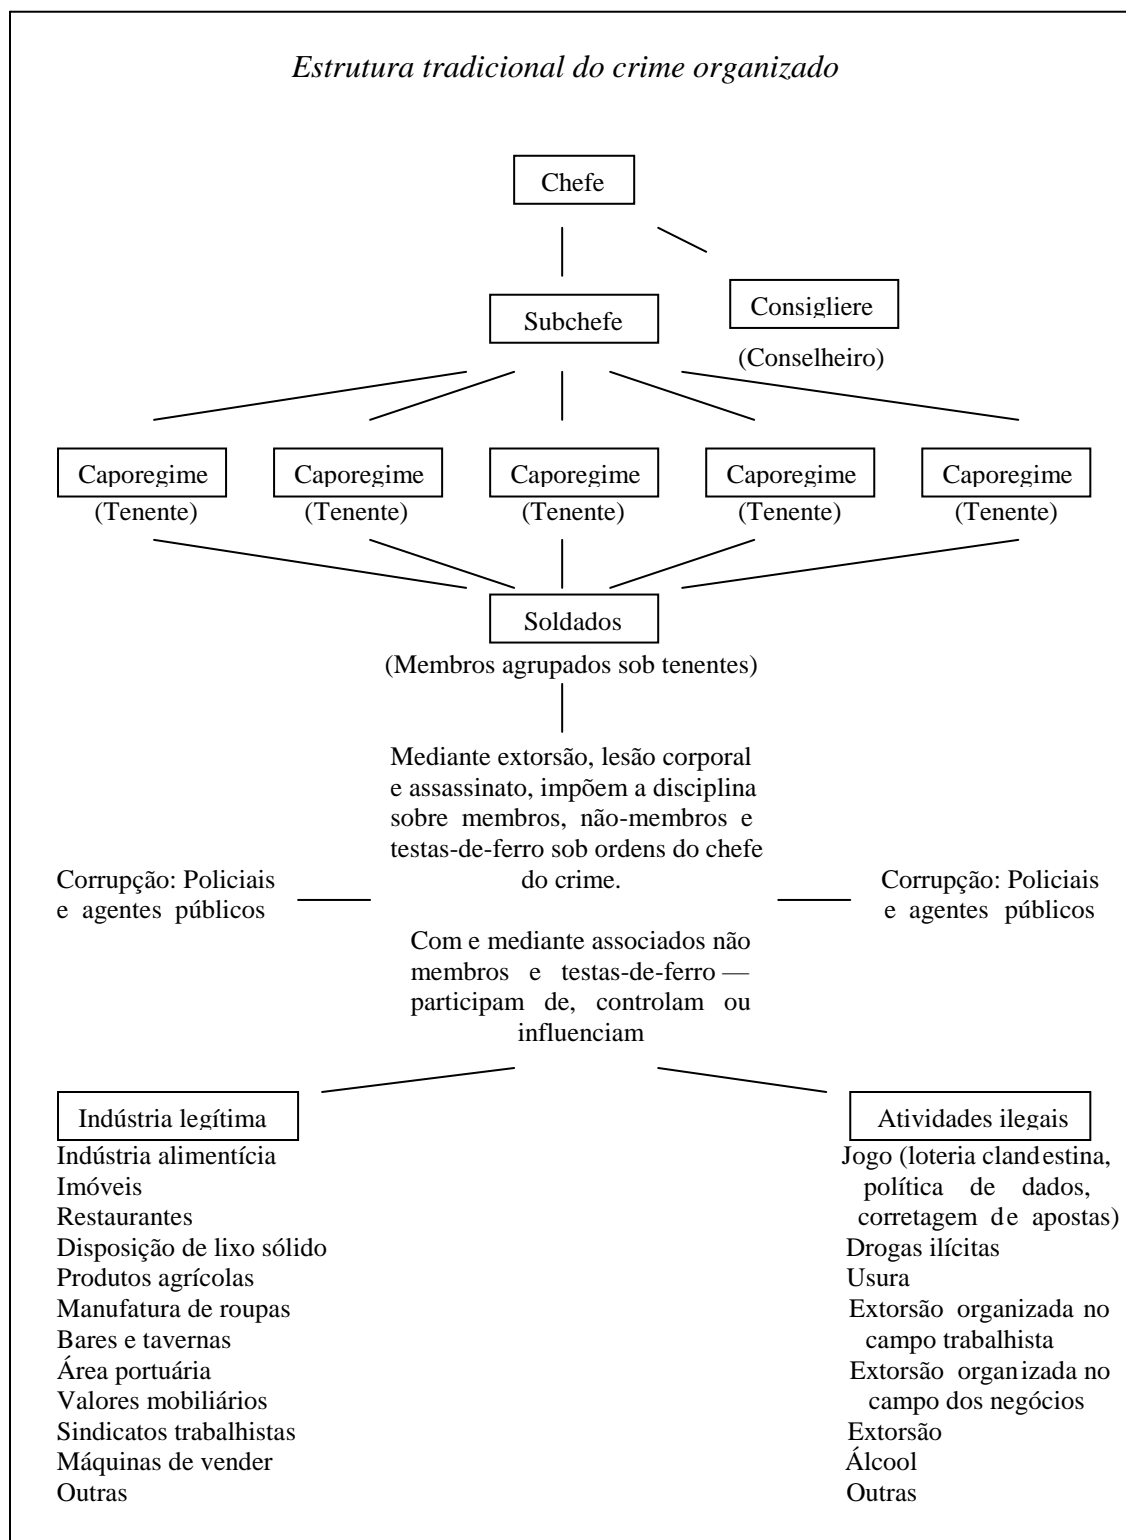 Estrutura tradicional do crime organizado
Chefe
Subchefe
Consigliere
(Conselheiro)
Caporegime
(Tenente)
Caporegime
(Tenente)
Caporegime
(Tenente)
Caporegime
(Tenente)
Caporegime
(Tenente)
Soldados
(Membros agrupados sob tenentes)
Mediante extorsão, lesão corporal
e assassinato, impõem a disciplina
sobre membros, não-membros e
testas-de-ferro sob ordens do chefe
do crime.
Corrupção: Policiais
e agentes públicos
Corrupção: Policiais
e agentes públicos
Com e mediante associados não
membros e testas-de-ferro —
participam de, controlam ou
influenciam
Indústria legítima
Indústria alimentícia
Imóveis
Restaurantes
Disposição de lixo sólido
Produtos agrícolas
Manufatura de roupas
Bares e tavernas
Área portuária
Valores mobiliários
Sindicatos trabalhistas
Máquinas de vender
Outras
Atividades ilegais
Jogo (loteria clandestina,
política de dados,
corretagem de apostas)
Drogas ilícitas
Usura
Extorsão organizada no
campo trabalhista
Extorsão organizada no
campo dos negócios
Extorsão
Álcool
Outras